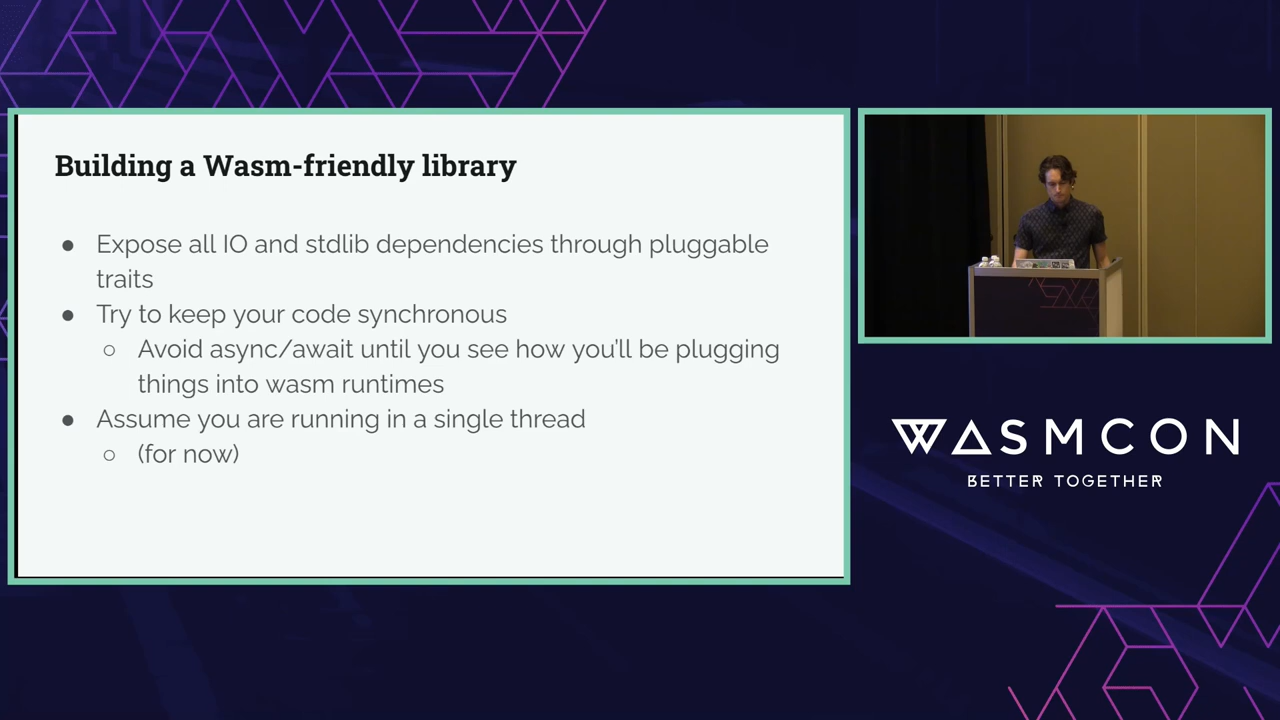 Building a Wasm-friendly library
● Expose all IO and stdlib dependencies through pluggable
traits
● Try to keep your code synchronous
○ Avoid async/await until you see how you'll be plugging
things into wasm runtimes
● Assume you are running in a single thread
○ (for now)
WASMCON
BETTER TOGETHER